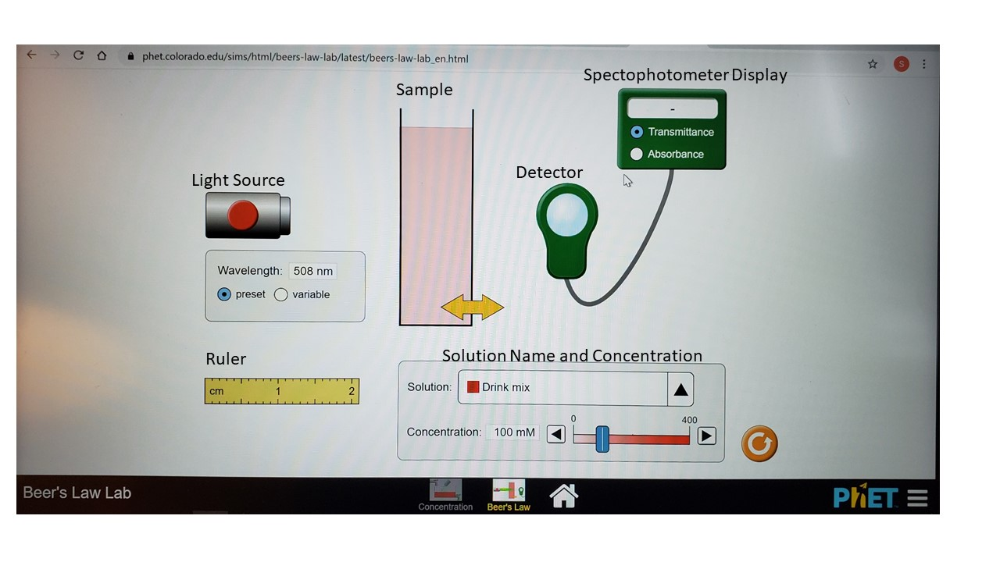 phet.colorado.edu/sims/html/beers-law-lab/latest/beers-law-lab_en.html
S
Spectophotometer Display
Sample
-
Transmittance
Absorbance
Detector
Light Source
Wavelength: 508 nm
preset variable
Ruler
cm 1 2
Solution Name and Concentration
Solution: Drink mix
0 400
Concentration: 100 mM
Beer's Law Lab
Concentration
Beer's Law
PhET